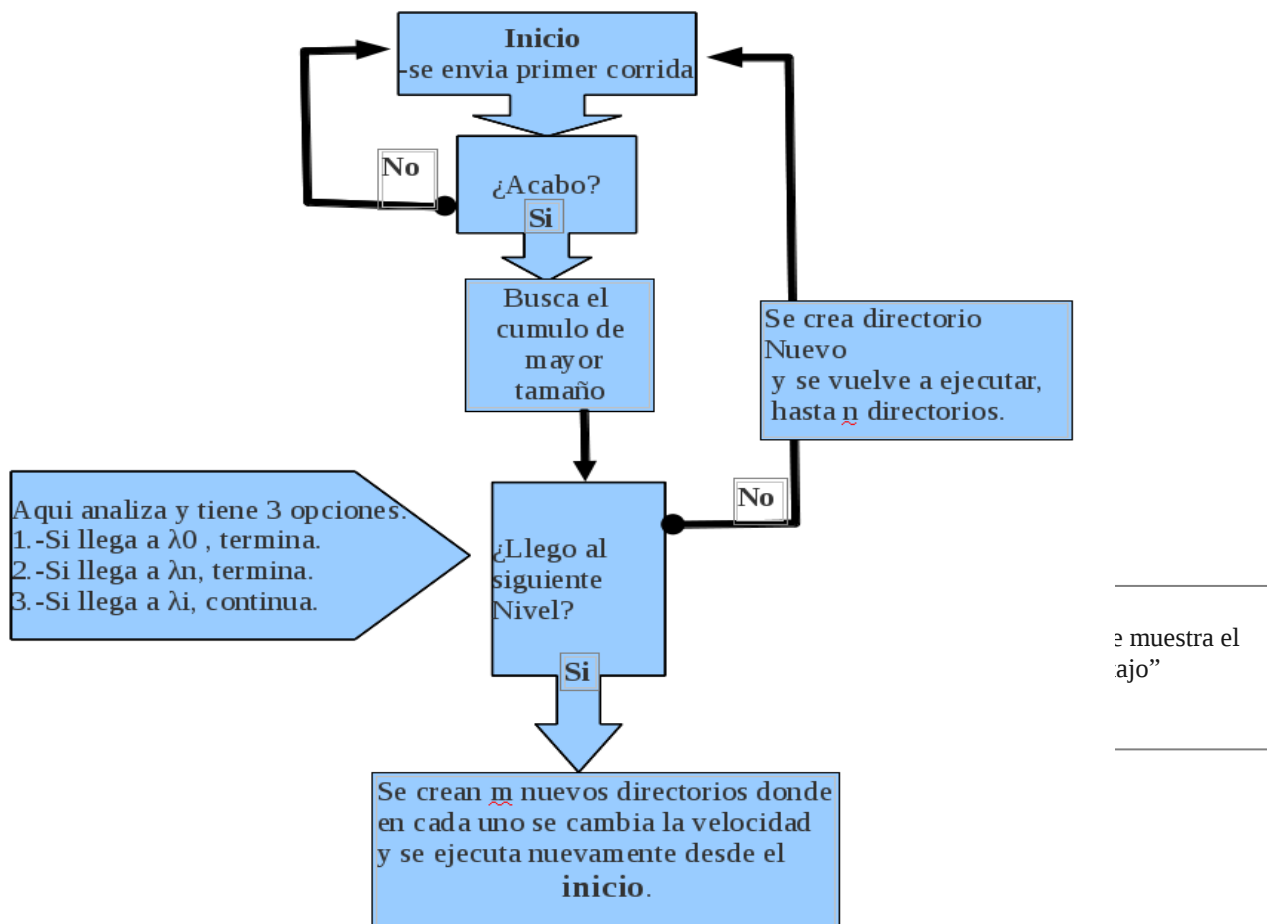 Inicio
-se envia primer corrida
No
¿Acabo?
Si
Busca el
cumulo de
mayor
tamaño
Se crea directorio
Nuevo
y se vuelve a ejecutar,
hasta n directorios.
No
Aqui analiza y tiene 3 opciones:
1.-Si llega a λ0 , termina.
2.-Si llega a λn, termina.
3.-Si llega a λi, continua.
¿Llego al
siguiente
Nivel?
Si
e muestra el
ajo”
Se crean m nuevos directorios donde
en cada uno se cambia la velocidad
y se ejecuta nuevamente desde el
inicio.